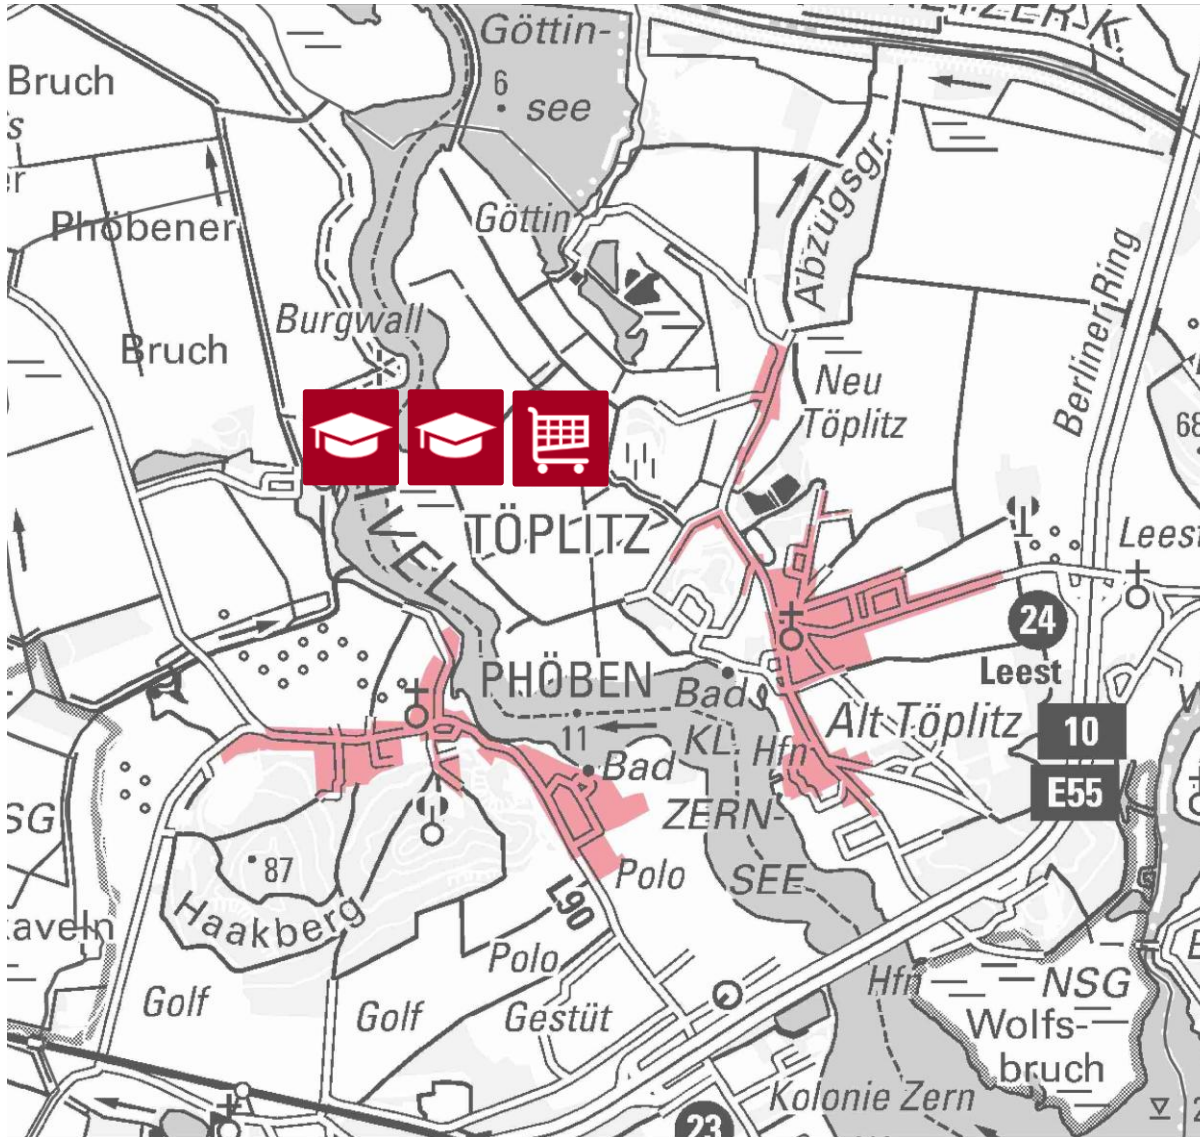 Göttin-
see
6
Bruch
Phöbener
Bruch
Göttin
Burgwall
Abzugsgr.
Berliner Ring
Neu
Töplitz
68
TÖPLITZ
Leest
24
Leest
PHÖBEN
Bad
Alt Töplitz
11
KL.
Hfn
10
Bad
E55
ZERN-
SEE
Polo
87
Haakberg
L90
Polo
Gestüt
Golf
Golf
Hfn
NSG
Wolfs-
bruch
Kolonie Zern
23